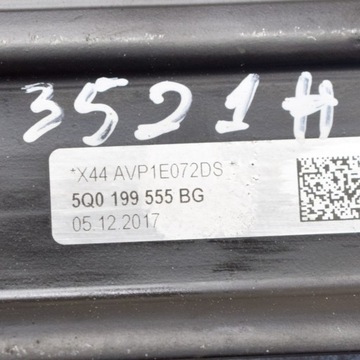 3521H
*X44 AVP1E072DS *
5Q0 199 555 BG
05.12.2017